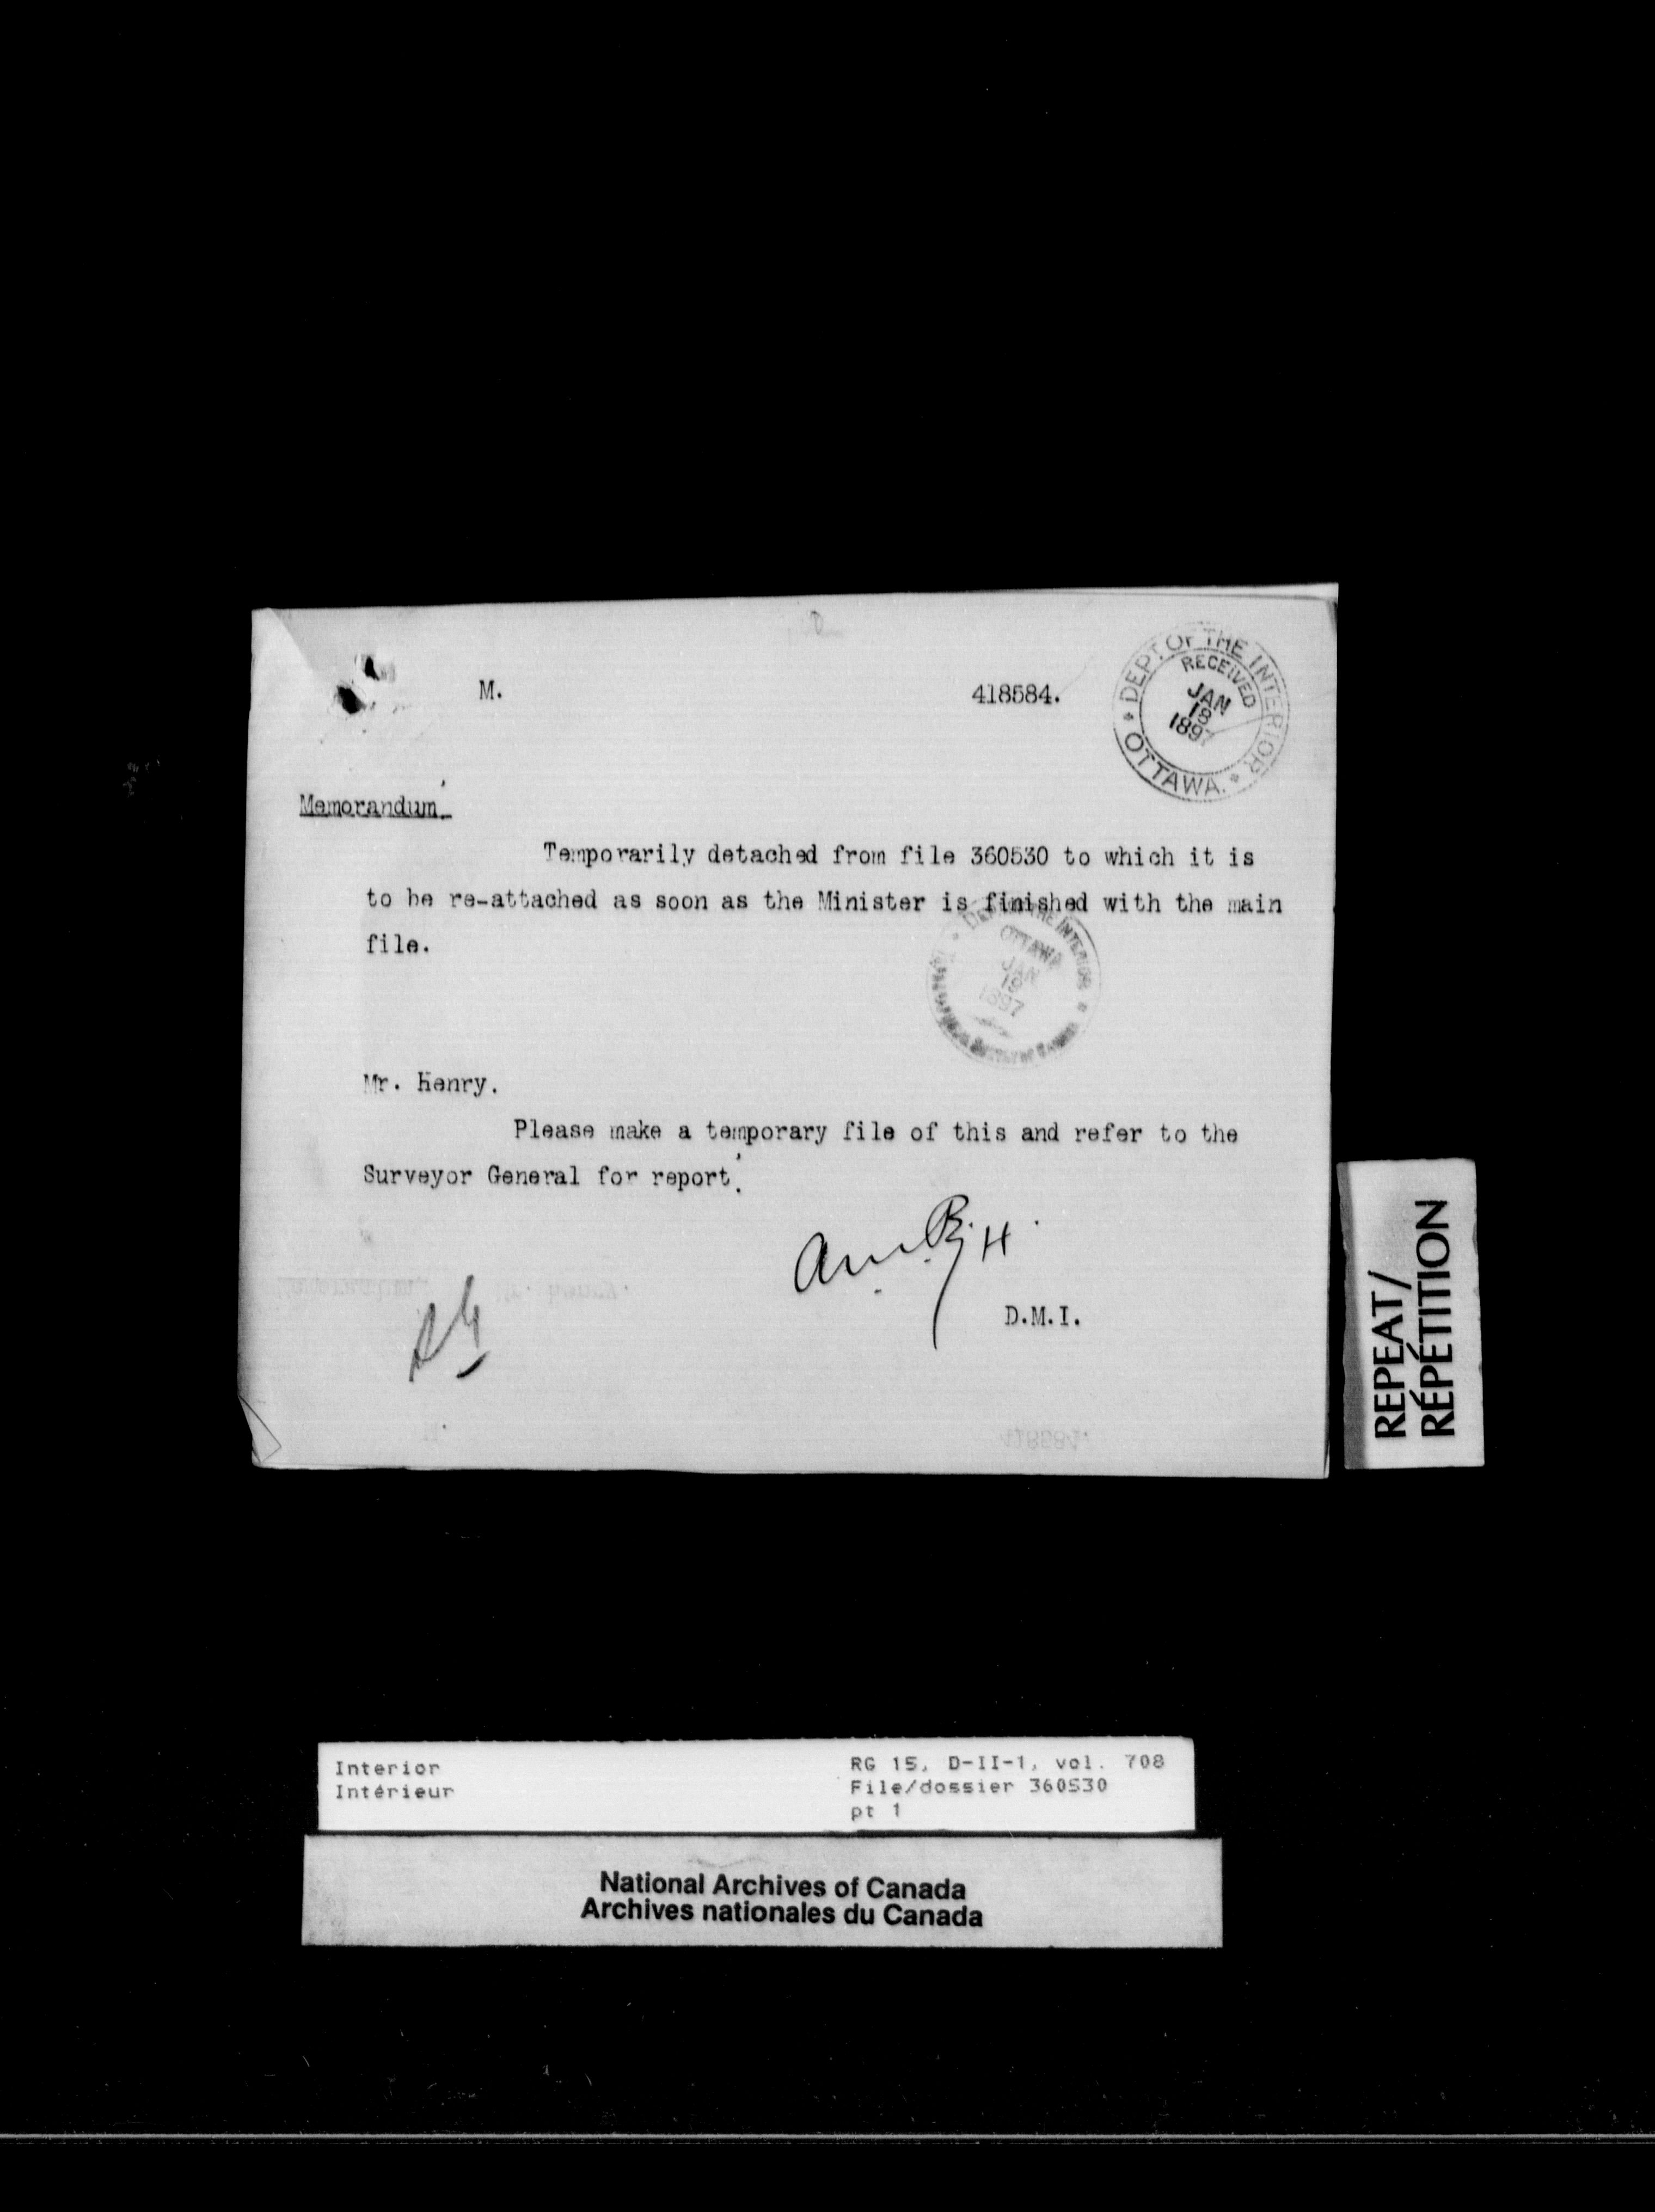 M. 418584.
DEPT. OF THE INTERIOR
RECEIVED
JAN
18
1897
OTTAWA.
Memorandum.
Temporarily detached from file 360530 to which it is
to be re-attached as soon as the Minister is finished with the main
file.
INTERIOR
OTTAWA
JAN
1897
Mr. Henry.
Please make a temporary file of this and refer to the
Surveyor General for report.
D.M.I.
REPEAT/
RÉPÉTITION
Interior RG 15, D-II-1, vol. 708
Intérieur File/dossier 360530
pt 1
National Archives of Canada
Archives nationales du Canada